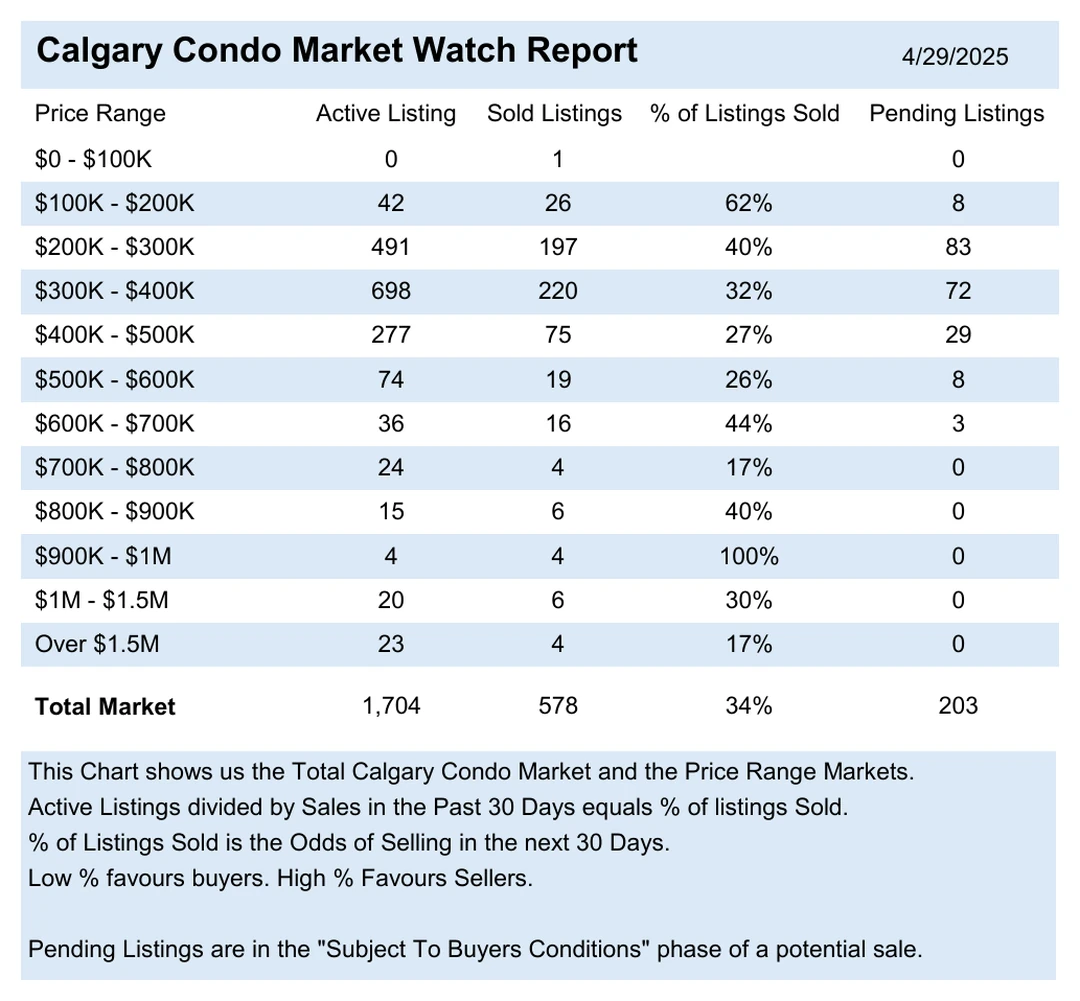 Calgary Condo Market Watch Report 4/29/2025
Price Range Active Listing Sold Listings % of Listings Sold Pending Listings
$0 - $100K 0 1 0
$100K - $200K 42 26 62% 8
$200K - $300K 491 197 40% 83
$300K - $400K 698 220 32% 72
$400K - $500K 277 75 27% 29
$500K - $600K 74 19 26% 8
$600K - $700K 36 16 44% 3
$700K - $800K 24 4 17% 0
$800K - $900K 15 6 40% 0
$900K - $1M 4 4 100% 0
$1M - $1.5M 20 6 30% 0
Over $1.5M 23 4 17% 0
Total Market 1,704 578 34% 203
This Chart shows us the Total Calgary Condo Market and the Price Range Markets.
Active Listings divided by Sales in the Past 30 Days equals % of listings Sold.
% of Listings Sold is the Odds of Selling in the next 30 Days.
Low % favours buyers. High % Favours Sellers.
Pending Listings are in the "Subject To Buyers Conditions" phase of a potential sale.